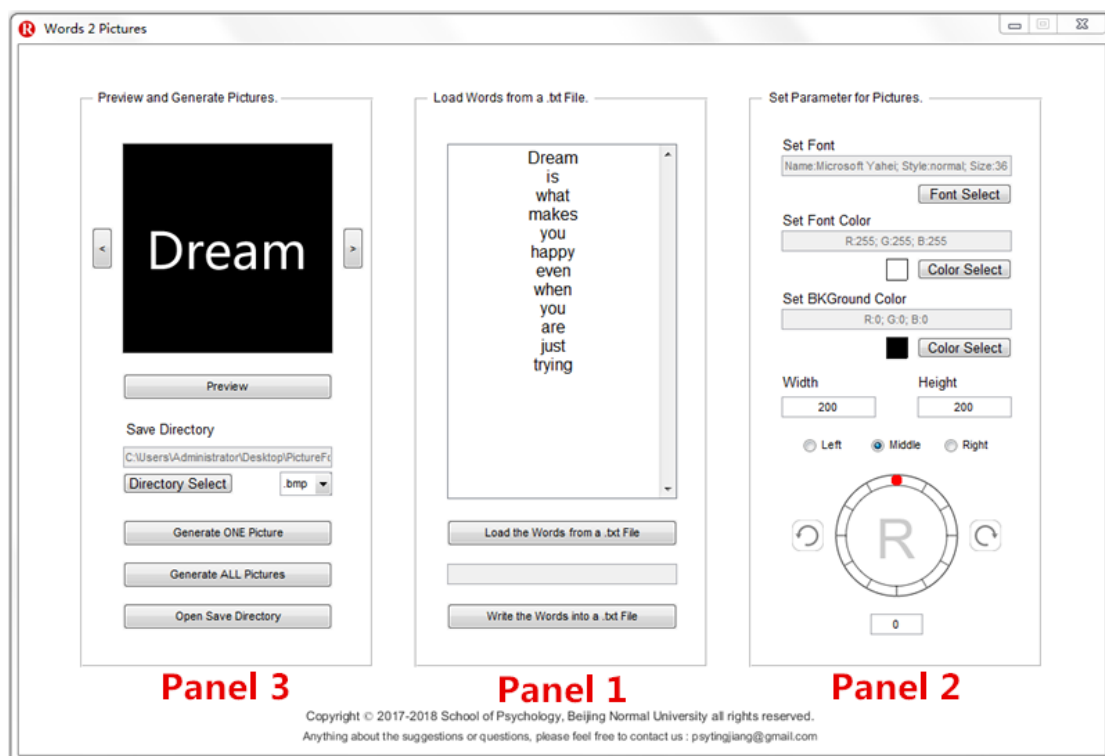 R Words 2 Pictures
Preview and Generate Pictures.
Dream
<
>
Preview
Save Directory
C:\Users\Administrator\Desktop\PictureFo
Directory Select
.bmp
Generate ONE Picture
Generate ALL Pictures
Open Save Directory
Panel 3
Load Words from a .txt File.
Dream
is
what
makes
you
happy
even
when
you
are
just
trying
Load the Words from a .txt File
Write the Words into a .txt File
Panel 1
Set Parameter for Pictures.
Set Font
Name:Microsoft Yahei; Style:normal; Size:36
Font Select
Set Font Color
R:255; G:255; B:255
Color Select
Set BKGround Color
R:0; G:0; B:0
Color Select
Width Height
200 200
Left Middle Right
R
0
Panel 2
Copyright © 2017-2018 School of Psychology, Beijing Normal University all rights reserved.
Anything about the suggestions or questions, please feel free to contact us : psytingjiang@gmail.com